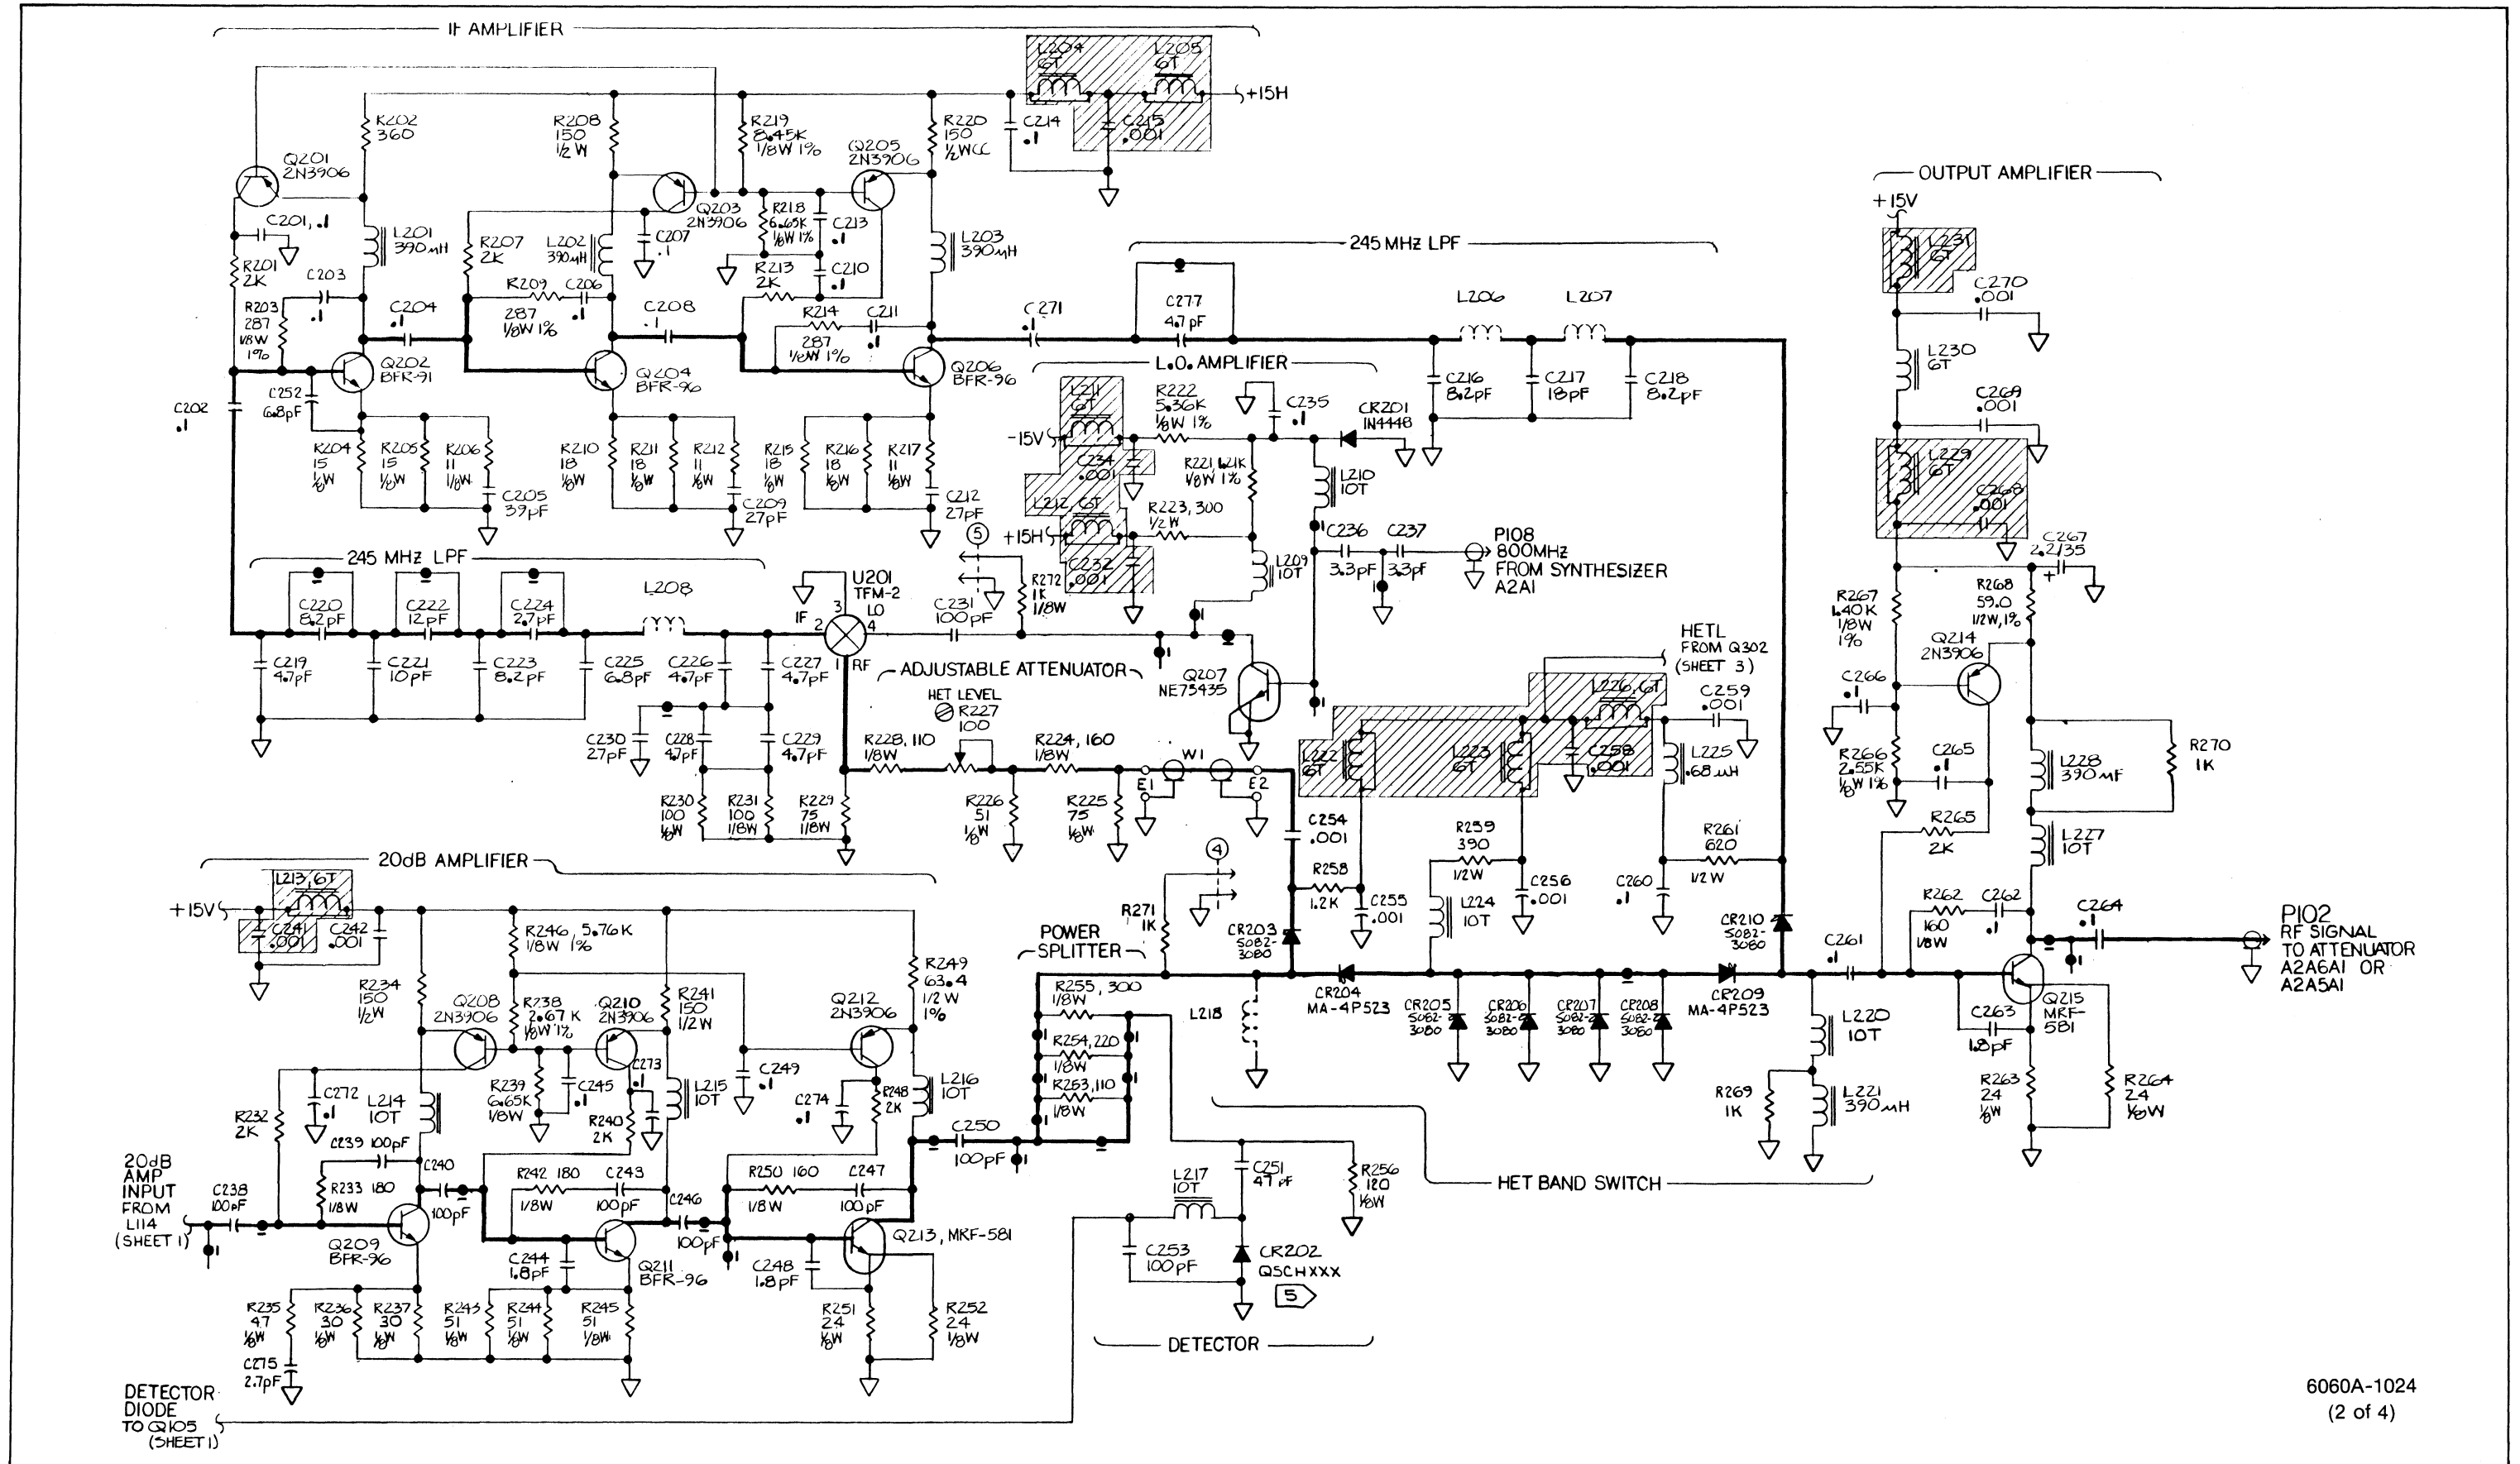 IF AMPLIFIER
L204
6T
L205
6T
+15H
R202
360
R208
150
1/2 W
R219
8.45K
1/8W 1%
Q205
2N3906
R220
150
1/2WCC
C214
.1
C215
.001
Q201
2N3906
Q203
2N3906
R218
6.65K
1/8W 1%
C213
.1
C201, .1
L201
390mH
R207
2K
L202
390mH
C207
.1
L203
390mH
R201
2K
C203
.1
R213
2K
C210
.1
R209
287
1/8W 1%
C206
.1
R203
287
1/8W
1%
C204
.1
C208
.1
R214
287
1/8W 1%
C211
.1
C271
.1
Q202
BFR-91
Q204
BFR-96
Q206
BFR-96
C202
.1
C252
6.8pF
R204
15
1/8W
R205
15
1/8W
R206
11
1/8W
C205
39pF
R210
18
1/8W
R211
18
1/8W
R212
11
1/8W
C209
27pF
R215
18
1/8W
R216
18
1/8W
R217
11
1/8W
C212
27pF
245 MHz LPF
C277
4.7 pF
L206
L207
C216
8.2pF
C217
18pF
C218
8.2pF
L.O. AMPLIFIER
L211
6T
R222
5.36K
1/8W 1%
C235
.1
CR201
1N4448
-15V
C234
.001
R221, 1.21K
1/8W 1%
L210
10T
L212, 6T
R223, 300
1/2 W
+15H
C232
.001
L209
10T
C236
3.3pF
C237
3.3pF
P108
800MHZ
FROM SYNTHESIZER
A2A1
5
R272
1K
1/8W
245 MHz LPF
C220
8.2pF
C222
12pF
C224
2.7pF
L208
U201
TFM-2
3
LO
IF
2
4
1
RF
C231
100pF
C219
4.7pF
C221
10pF
C223
8.2pF
C225
6.8pF
C226
4.7pF
C227
4.7pF
C230
27pF
C228
4.7pF
C229
4.7pF
R230
100
1/8W
R231
100
1/8W
R229
75
1/8W
ADJUSTABLE ATTENUATOR
HET LEVEL
R227
100
R228, 110
1/8W
R224, 160
1/8W
R226
51
1/8W
R225
75
1/8W
W1
E1
E2
Q207
NE73435
HETL
FROM Q302
(SHEET 3)
L226, 6T
C259
.001
L222
6T
L223
6T
C258
.001
L225
.68 uH
C254
.001
R258
1.2K
C255
.001
R259
390
1/2W
C256
.001
L224
10T
C260
.1
R261
620
1/2 W
4
R271
1K
CR203
5082-
3080
CR204
MA-4P523
CR205
5082-
3080
CR206
5082-
3080
CR207
5082-
3080
CR208
5082-
3080
CR209
MA-4P523
CR210
5082-
3080
C261
.1
L218
L220
10T
R269
1K
L221
390mH
HET BAND SWITCH
OUTPUT AMPLIFIER
+15V
L231
6T
C270
.001
L230
6T
C269
.001
L229
6T
C268
.001
C267
2.2/35
+
R267
1.40K
1/8W
1%
R268
59.0
1/2W, 1%
Q214
2N3906
C266
.1
R266
2.55K
1/8W 1%
C265
.1
L228
390mF
R270
1K
R265
2K
L227
10T
R262
160
1/8W
C262
.1
C264
.1
P102
RF SIGNAL
TO ATTENUATOR
A2A6A1 OR
A2A5A1
Q215
MRF-
581
C263
1.8pF
R263
24
1/8W
R264
24
1/8W
20dB AMPLIFIER
L213, 6T
+15V
C241
.001
C242
.001
R246, 5.76K
1/8W 1%
R234
150
1/2W
Q208
2N3906
R238
2.67 K
1/8W 1%
Q210
2N3906
R241
150
1/2W
Q212
2N3906
R249
63.4
1/2 W
1%
R232
2K
C272
.1
L214
10T
R239
6.65K
1/8W
C245
.1
C273
.1
R240
2K
L215
10T
C249
.1
C274
.1
R248
2K
L216
10T
20dB
AMP
INPUT
FROM
L114
(SHEET 1)
C238
100pF
C239 100pF
R233 180
1/8W
C240
100pF
R242 180
1/8W
C243
100pF
C246
100pF
R250 160
1/8W
C247
100pF
C250
100pF
Q209
BFR-96
C244
1.8pF
Q211
BFR-96
C248
1.8pF
Q213, MRF-581
R235
47
1/8W
R236
30
1/8W
R237
30
1/8W
R243
51
1/8W
R244
51
1/8W
R245
51
1/8W
R251
24
1/8W
R252
24
1/8W
C275
2.7pF
POWER
SPLITTER
R255, 300
1/8W
R254, 220
1/8W
R253, 110
1/8W
L217
10T
C251
47 pF
R256
120
1/8W
C253
100pF
CR202
QSCHXXX
5
DETECTOR
DETECTOR
DIODE
TO Q105
(SHEET 1)
6060A-1024
(2 of 4)